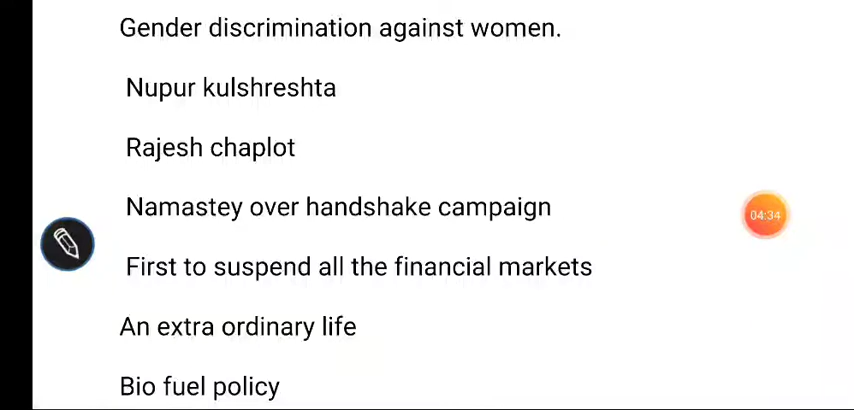 Gender discrimination against women.
Nupur kulshreshta
Rajesh chaplot
Namastey over handshake campaign
04:34
First to suspend all the financial markets
An extra ordinary life
Bio fuel policy